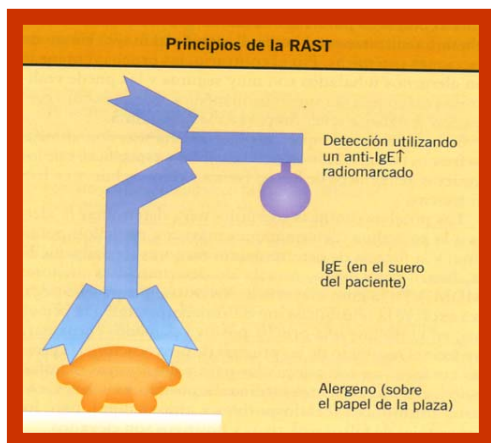 Principios de la RAST
Detección utilizando
un anti-IgE↑
radiomarcado
IgE (en el suero
del paciente)
Alergeno (sobre
el papel de la plaza)